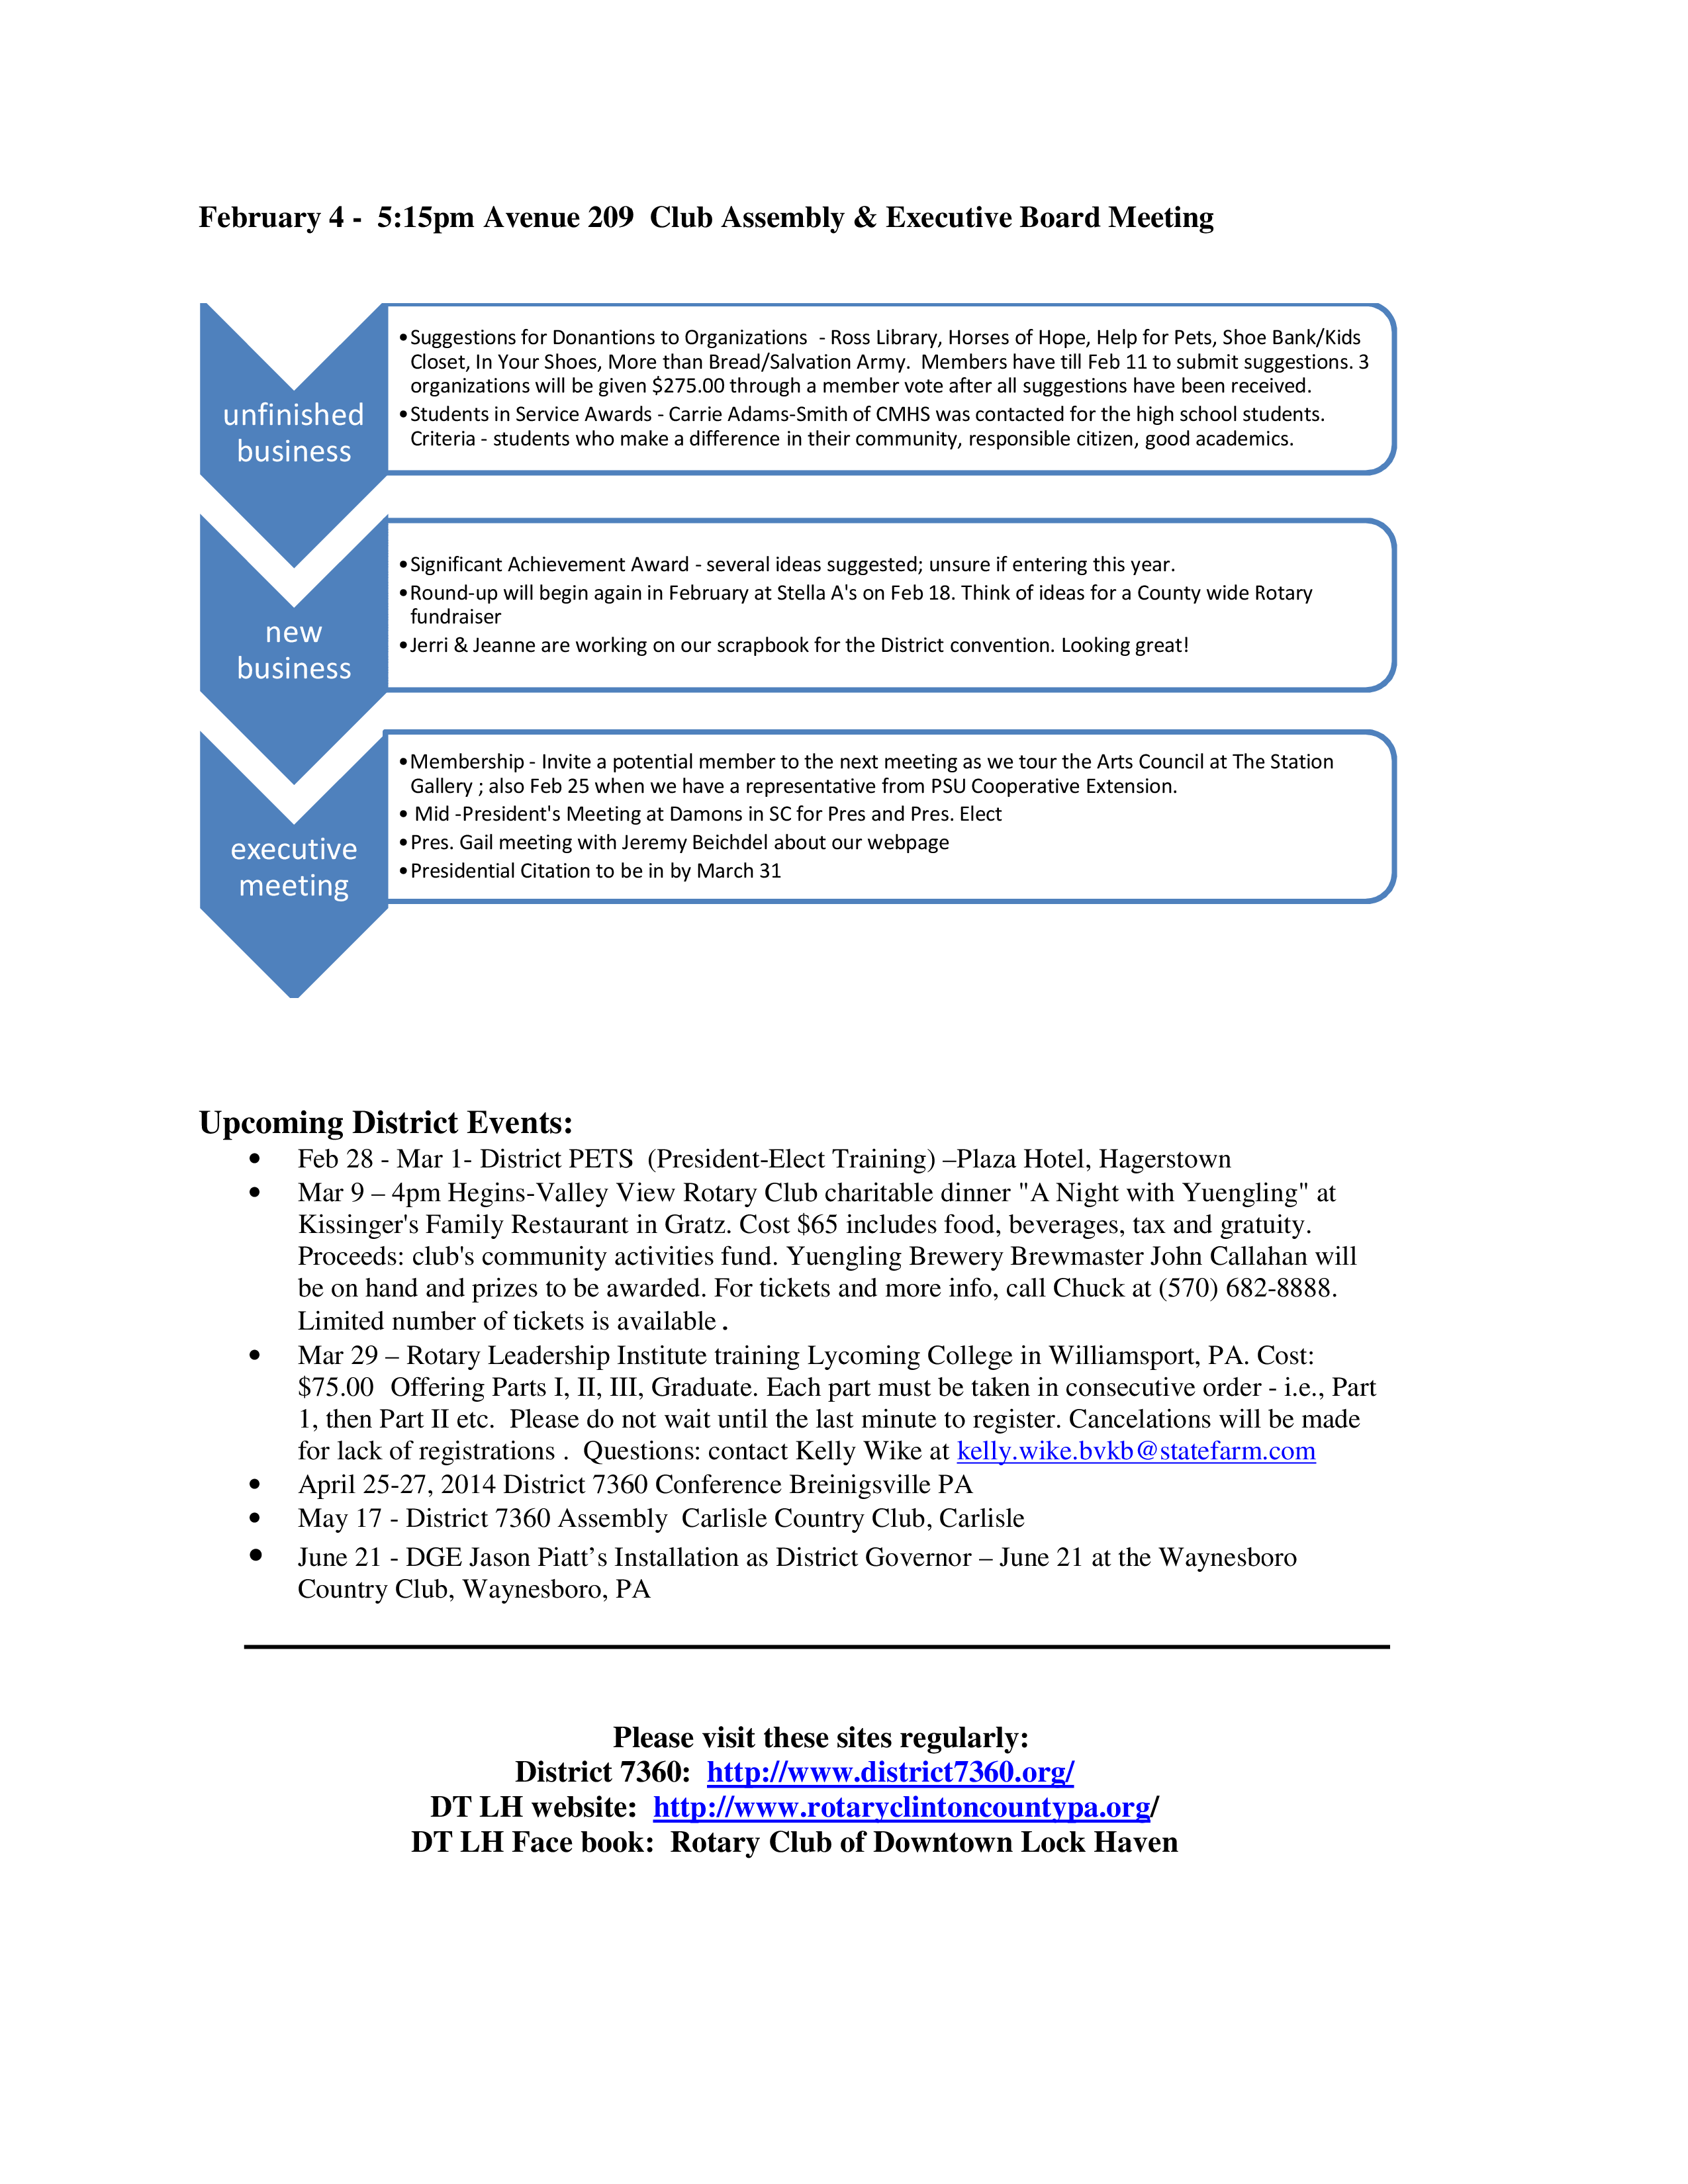 February 4 -  5:15pm Avenue 209  Club Assembly & Executive Board Meeting
unfinished
business
•Suggestions for Donantions to Organizations  - Ross Library, Horses of Hope, Help for Pets, Shoe Bank/Kids
Closet, In Your Shoes, More than Bread/Salvation Army.  Members have till Feb 11 to submit suggestions. 3
organizations will be given $275.00 through a member vote after all suggestions have been received.
•Students in Service Awards - Carrie Adams-Smith of CMHS was contacted for the high school students.
Criteria - students who make a difference in their community, responsible citizen, good academics.
new
business
•Significant Achievement Award - several ideas suggested; unsure if entering this year.
•Round-up will begin again in February at Stella A's on Feb 18. Think of ideas for a County wide Rotary
fundraiser
•Jerri & Jeanne are working on our scrapbook for the District convention. Looking great!
executive
meeting
•Membership - Invite a potential member to the next meeting as we tour the Arts Council at The Station
Gallery ; also Feb 25 when we have a representative from PSU Cooperative Extension.
• Mid -President's Meeting at Damons in SC for Pres and Pres. Elect
•Pres. Gail meeting with Jeremy Beichdel about our webpage
•Presidential Citation to be in by March 31
Upcoming District Events:
• Feb 28 - Mar 1- District PETS  (President-Elect Training) –Plaza Hotel, Hagerstown
• Mar 9 – 4pm Hegins-Valley View Rotary Club charitable dinner "A Night with Yuengling" at
Kissinger's Family Restaurant in Gratz. Cost $65 includes food, beverages, tax and gratuity.
Proceeds: club's community activities fund. Yuengling Brewery Brewmaster John Callahan will
be on hand and prizes to be awarded. For tickets and more info, call Chuck at (570) 682-8888.
Limited number of tickets is available .
• Mar 29 – Rotary Leadership Institute training Lycoming College in Williamsport, PA. Cost:
$75.00  Offering Parts I, II, III, Graduate. Each part must be taken in consecutive order - i.e., Part
1, then Part II etc.  Please do not wait until the last minute to register. Cancelations will be made
for lack of registrations .  Questions: contact Kelly Wike at kelly.wike.bvkb@statefarm.com
• April 25-27, 2014 District 7360 Conference Breinigsville PA
• May 17 - District 7360 Assembly  Carlisle Country Club, Carlisle
• June 21 - DGE Jason Piatt’s Installation as District Governor – June 21 at the Waynesboro
Country Club, Waynesboro, PA
Please visit these sites regularly:
District 7360:  http://www.district7360.org/
DT LH website:  http://www.rotaryclintoncountypa.org/
DT LH Face book:  Rotary Club of Downtown Lock Haven